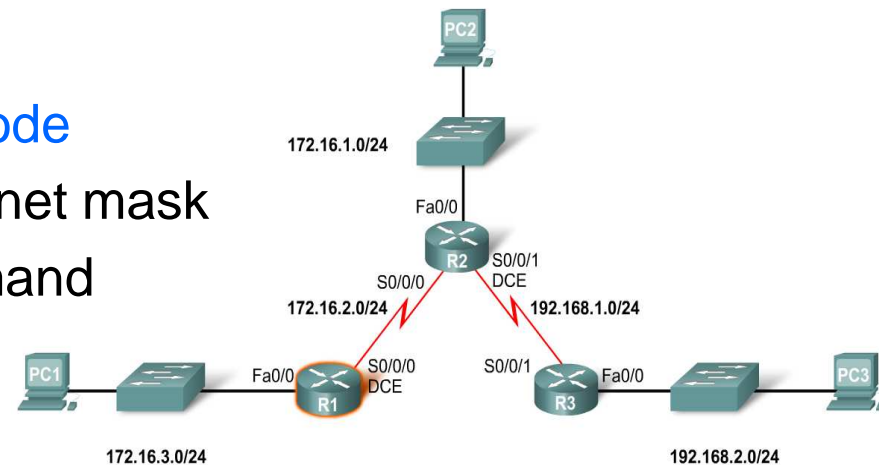 PC2
ode
172.16.1.0/24
net mask
Fa0/0
R2
S0/0/1
DCE
and
S0/0/0
172.16.2.0/24
192.168.1.0/24
PC1
Fa0/0
S0/0/0
DCE
R1
S0/0/1
R3
Fa0/0
PC3
172.16.3.0/24
192.168.2.0/24